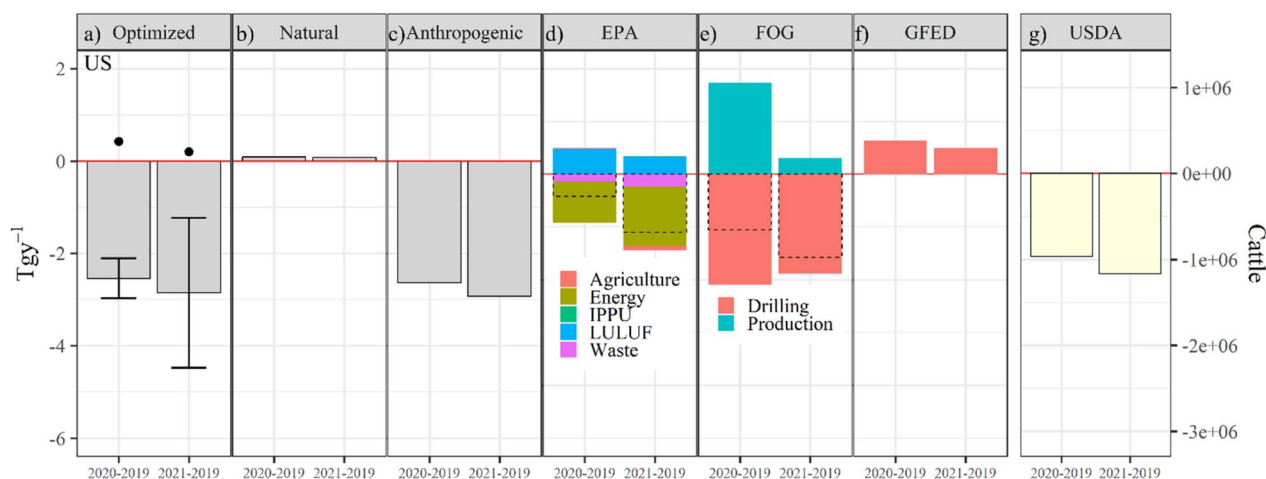 a) Optimized
b) Natural
c) Anthropogenic
d) EPA
e) FOG
f) GFED
g) USDA
US
2
0
-2
-4
-6
Tgy⁻¹
Agriculture
Energy
IPPU
LULUF
Waste
Drilling
Production
1e+06
0e+00
-1e+06
-2e+06
-3e+06
Cattle
2020-2019 2021-2019
2020-2019 2021-2019
2020-2019 2021-2019
2020-2019 2021-2019
2020-2019 2021-2019
2020-2019 2021-2019
2020-2019 2021-2019